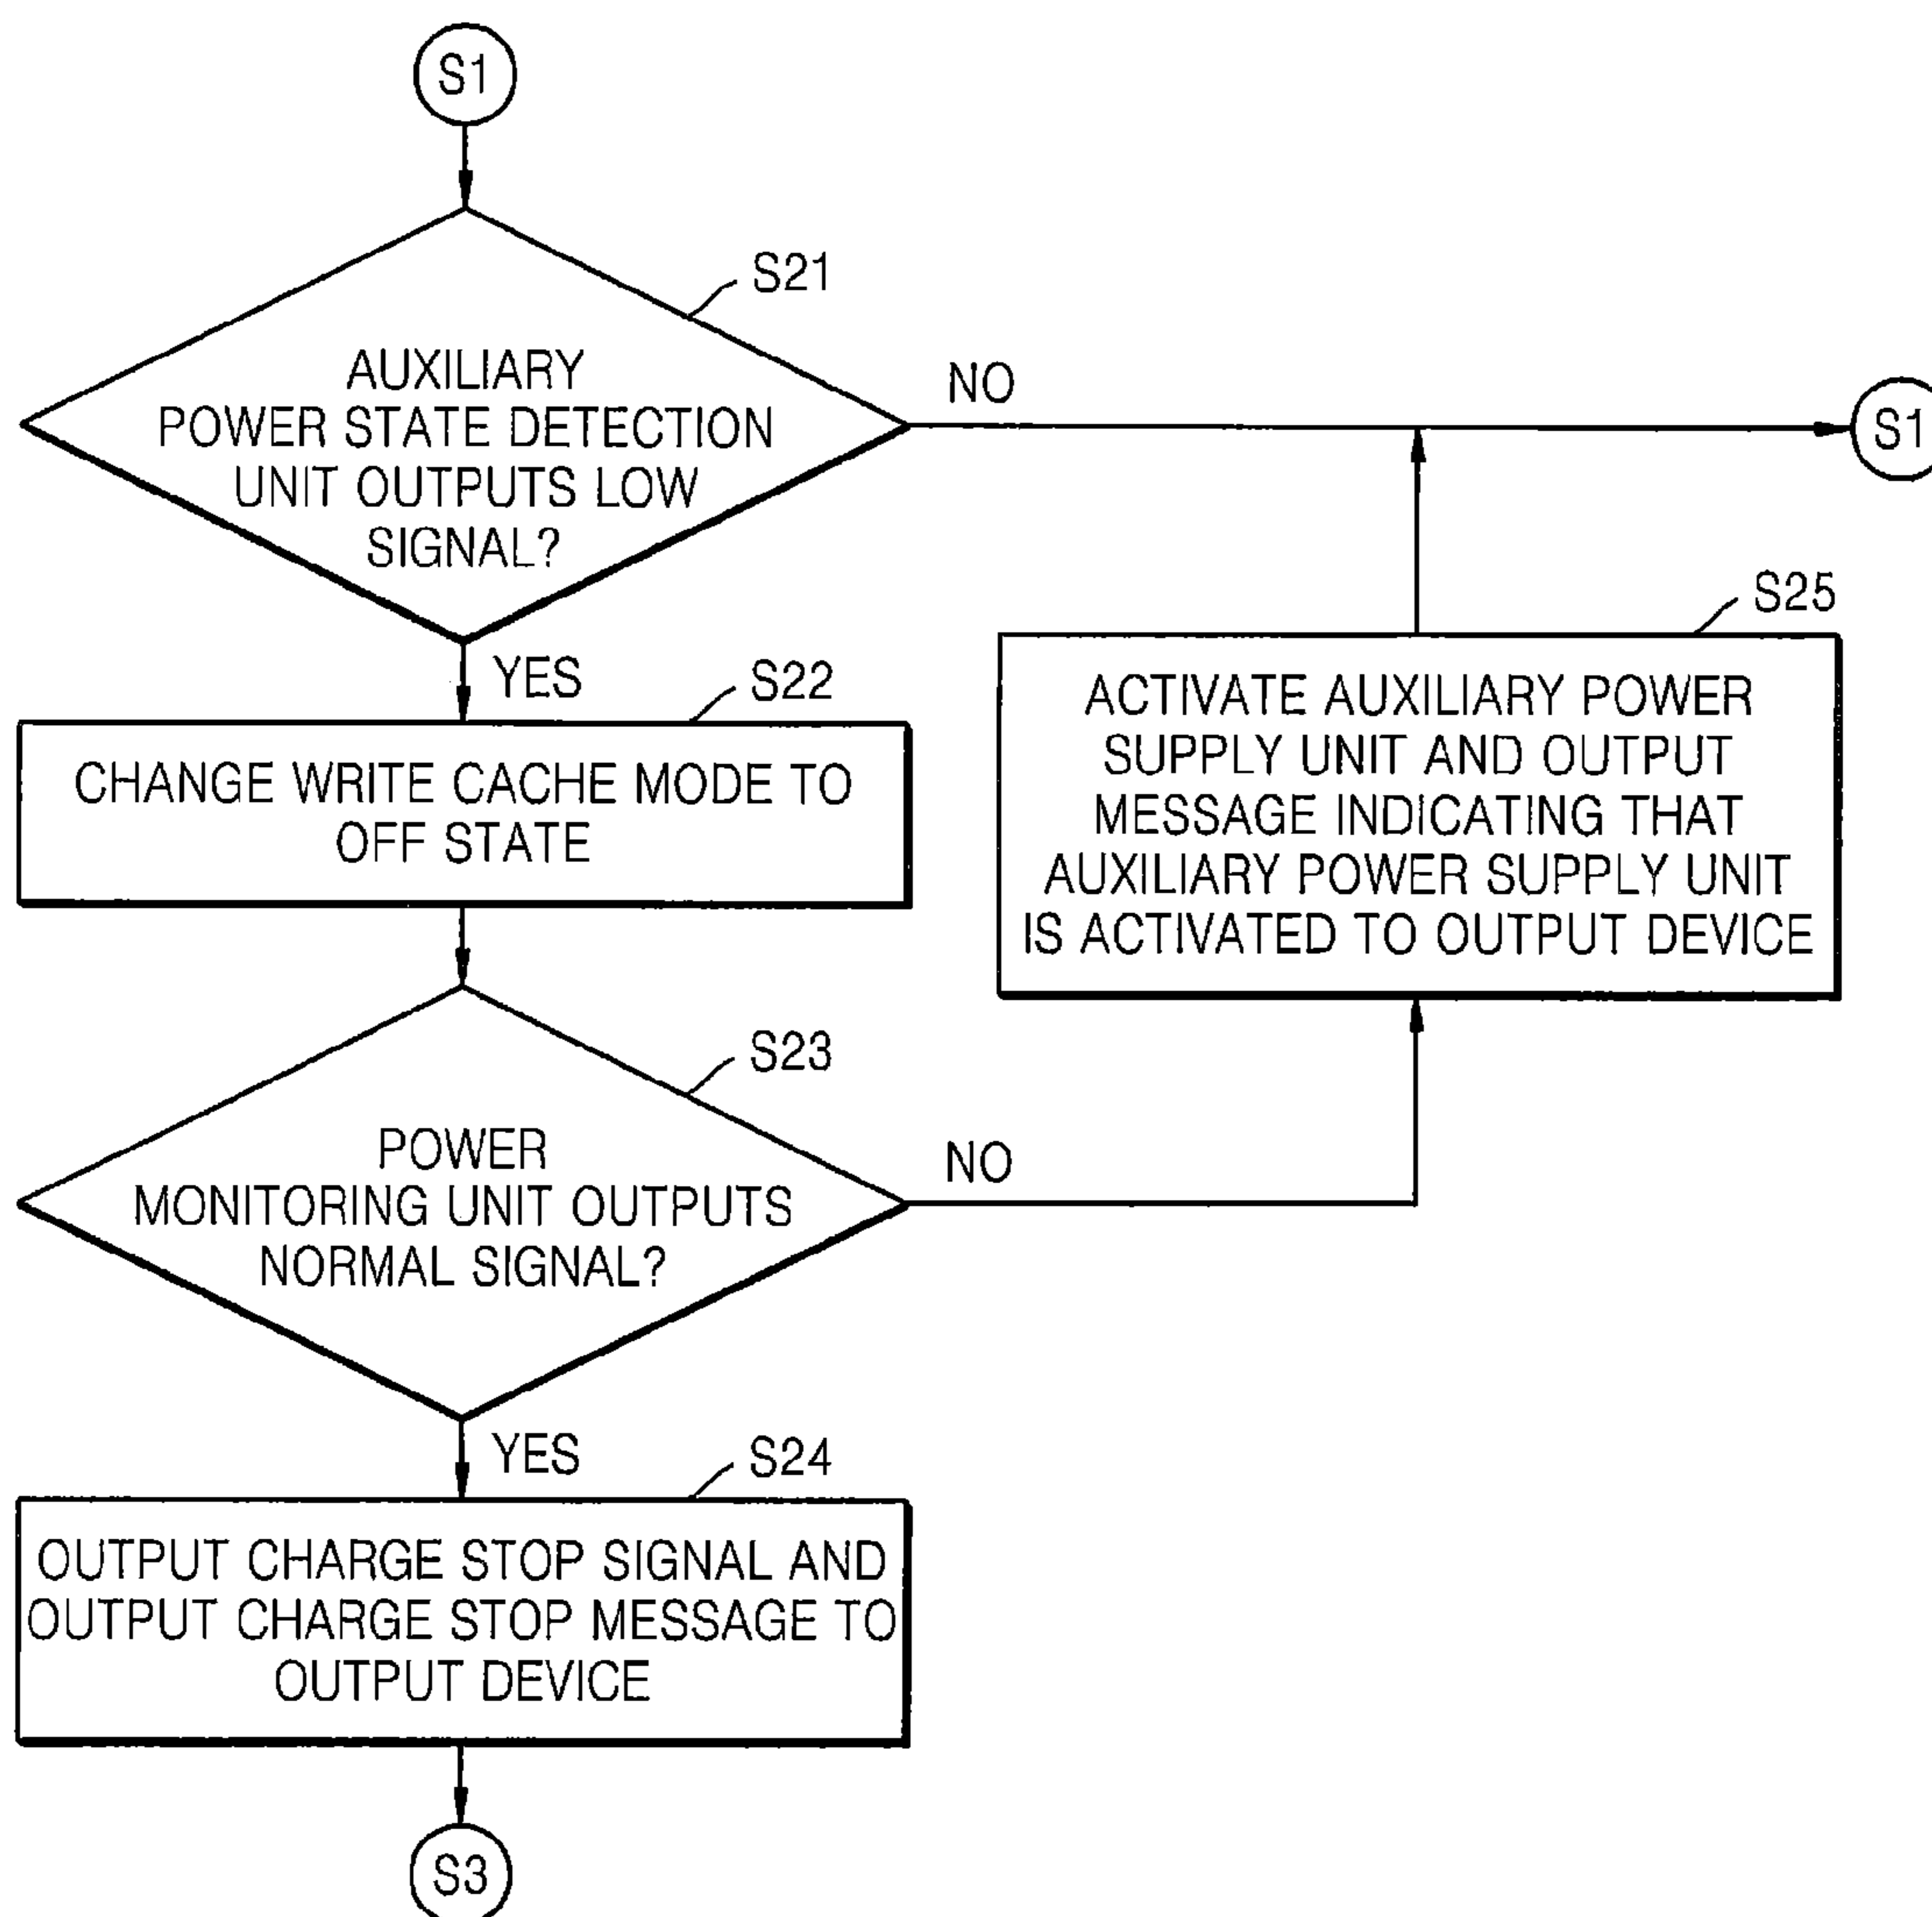 S1
S21
AUXILIARY
POWER STATE DETECTION
UNIT OUTPUTS LOW
SIGNAL?
NO
S1
YES
S22
CHANGE WRITE CACHE MODE TO
OFF STATE
S25
ACTIVATE AUXILIARY POWER
SUPPLY UNIT AND OUTPUT
MESSAGE INDICATING THAT
AUXILIARY POWER SUPPLY UNIT
IS ACTIVATED TO OUTPUT DEVICE
S23
POWER
MONITORING UNIT OUTPUTS
NORMAL SIGNAL?
NO
YES
S24
OUTPUT CHARGE STOP SIGNAL AND
OUTPUT CHARGE STOP MESSAGE TO
OUTPUT DEVICE
S3